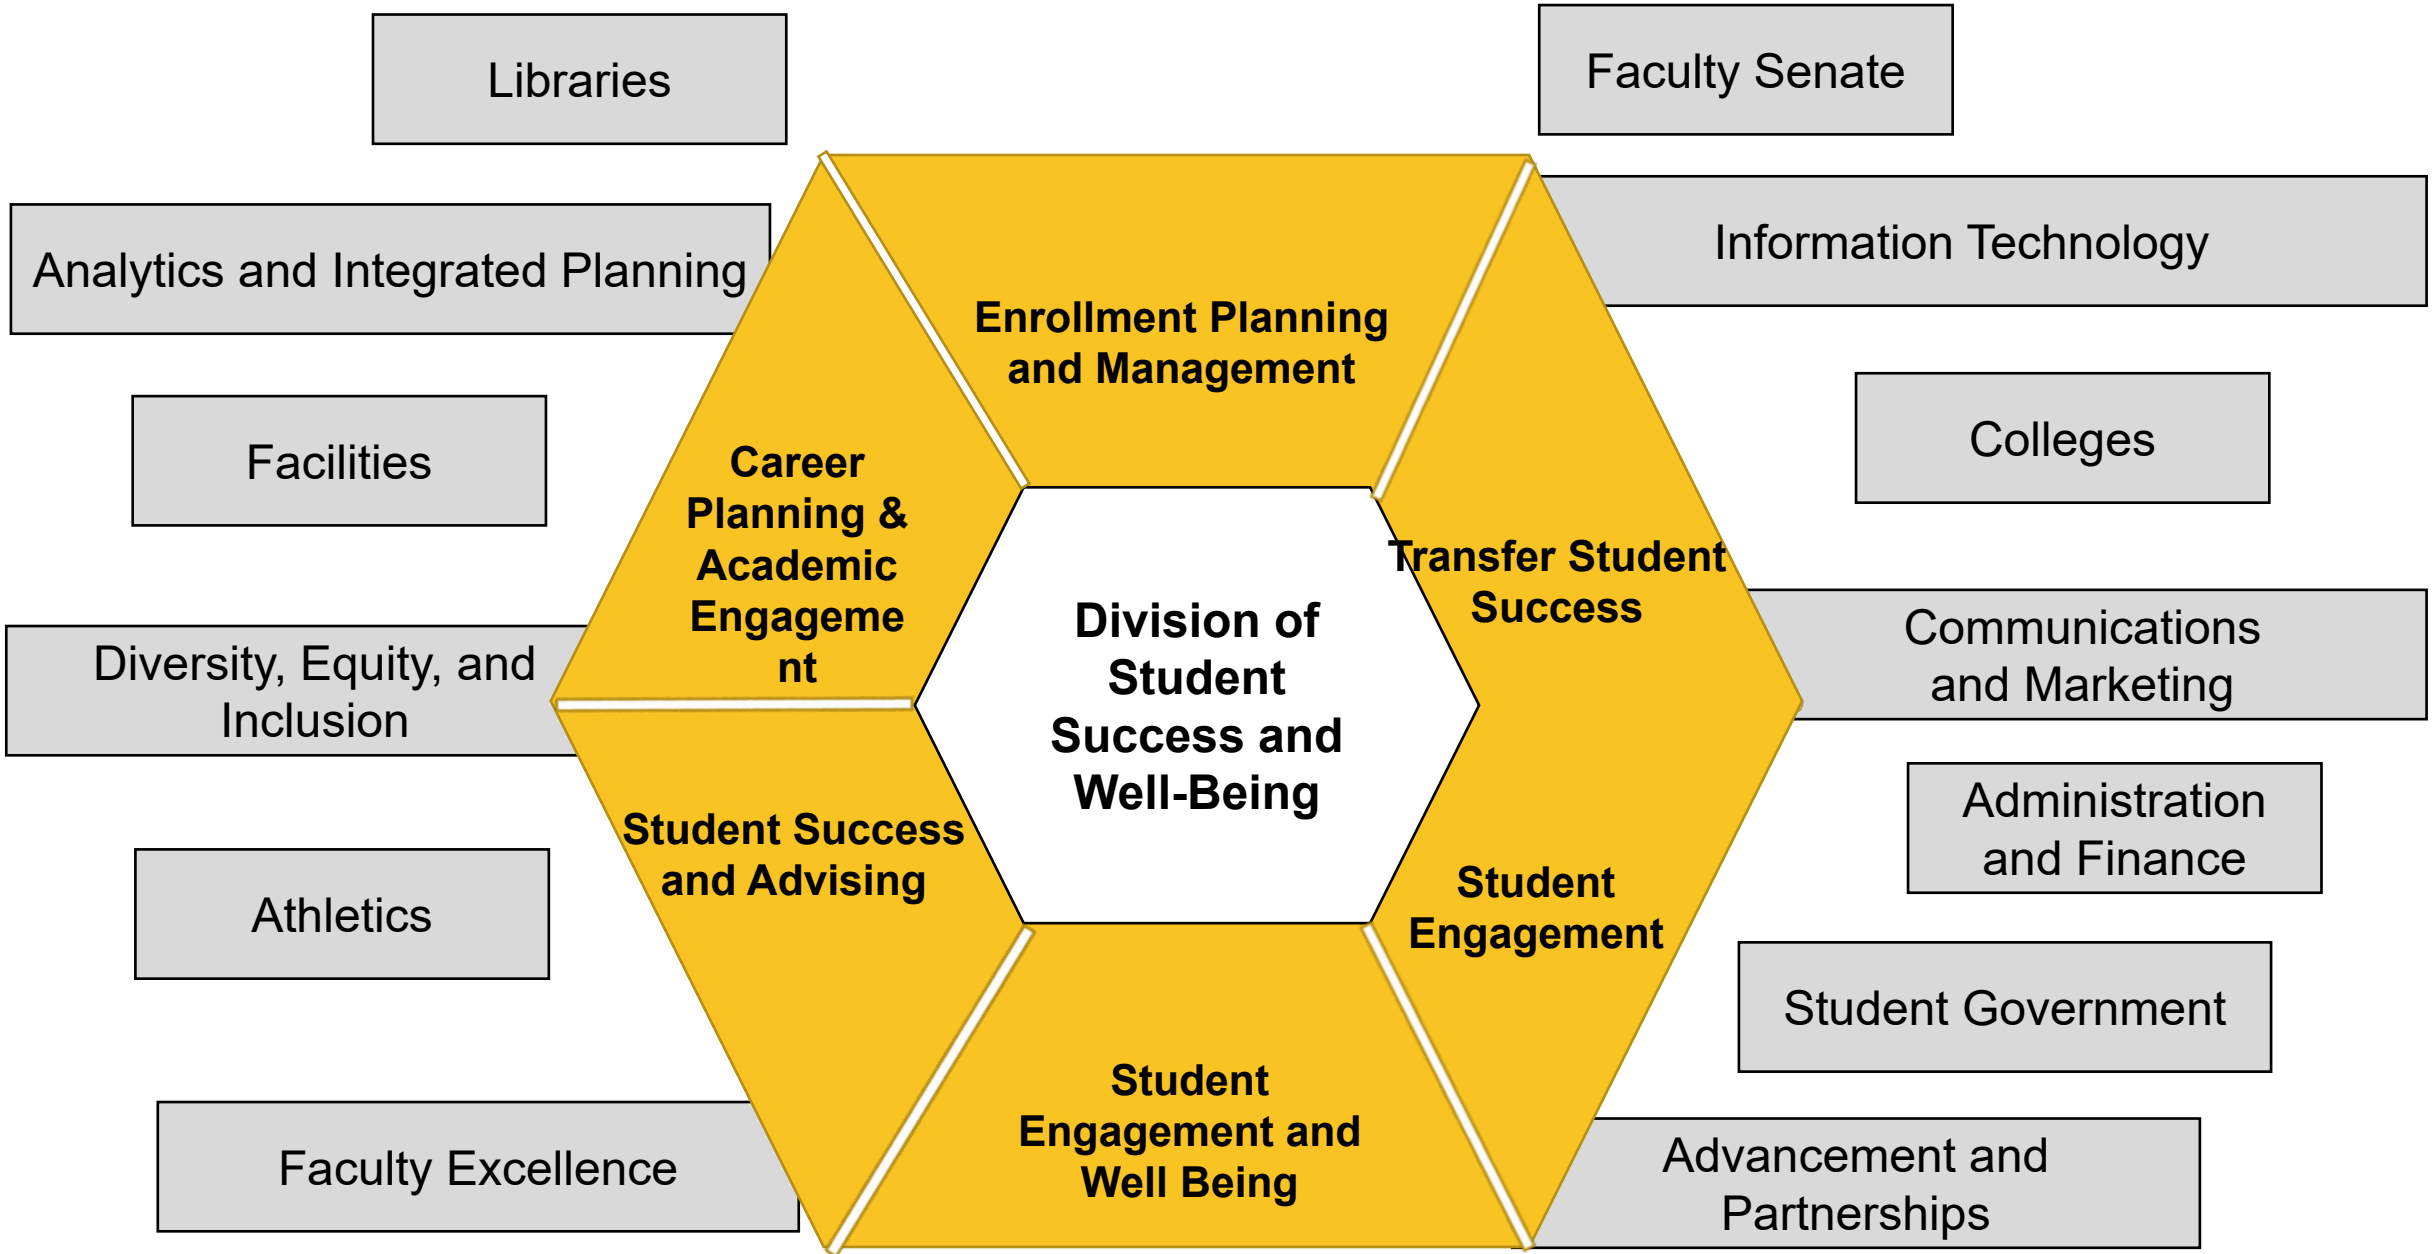 Libraries
Faculty Senate
Analytics and Integrated Planning
Information Technology
Enrollment Planning
and Management
Facilities
Colleges
Career
Planning &
Academic
Engageme
nt
Transfer Student
Success
Division of
Student
Success and
Well-Being
Diversity, Equity, and
Inclusion
Communications
and Marketing
Student Success
and Advising
Administration
and Finance
Athletics
Student
Engagement
Student Government
Student
Engagement and
Well Being
Faculty Excellence
Advancement and
Partnerships